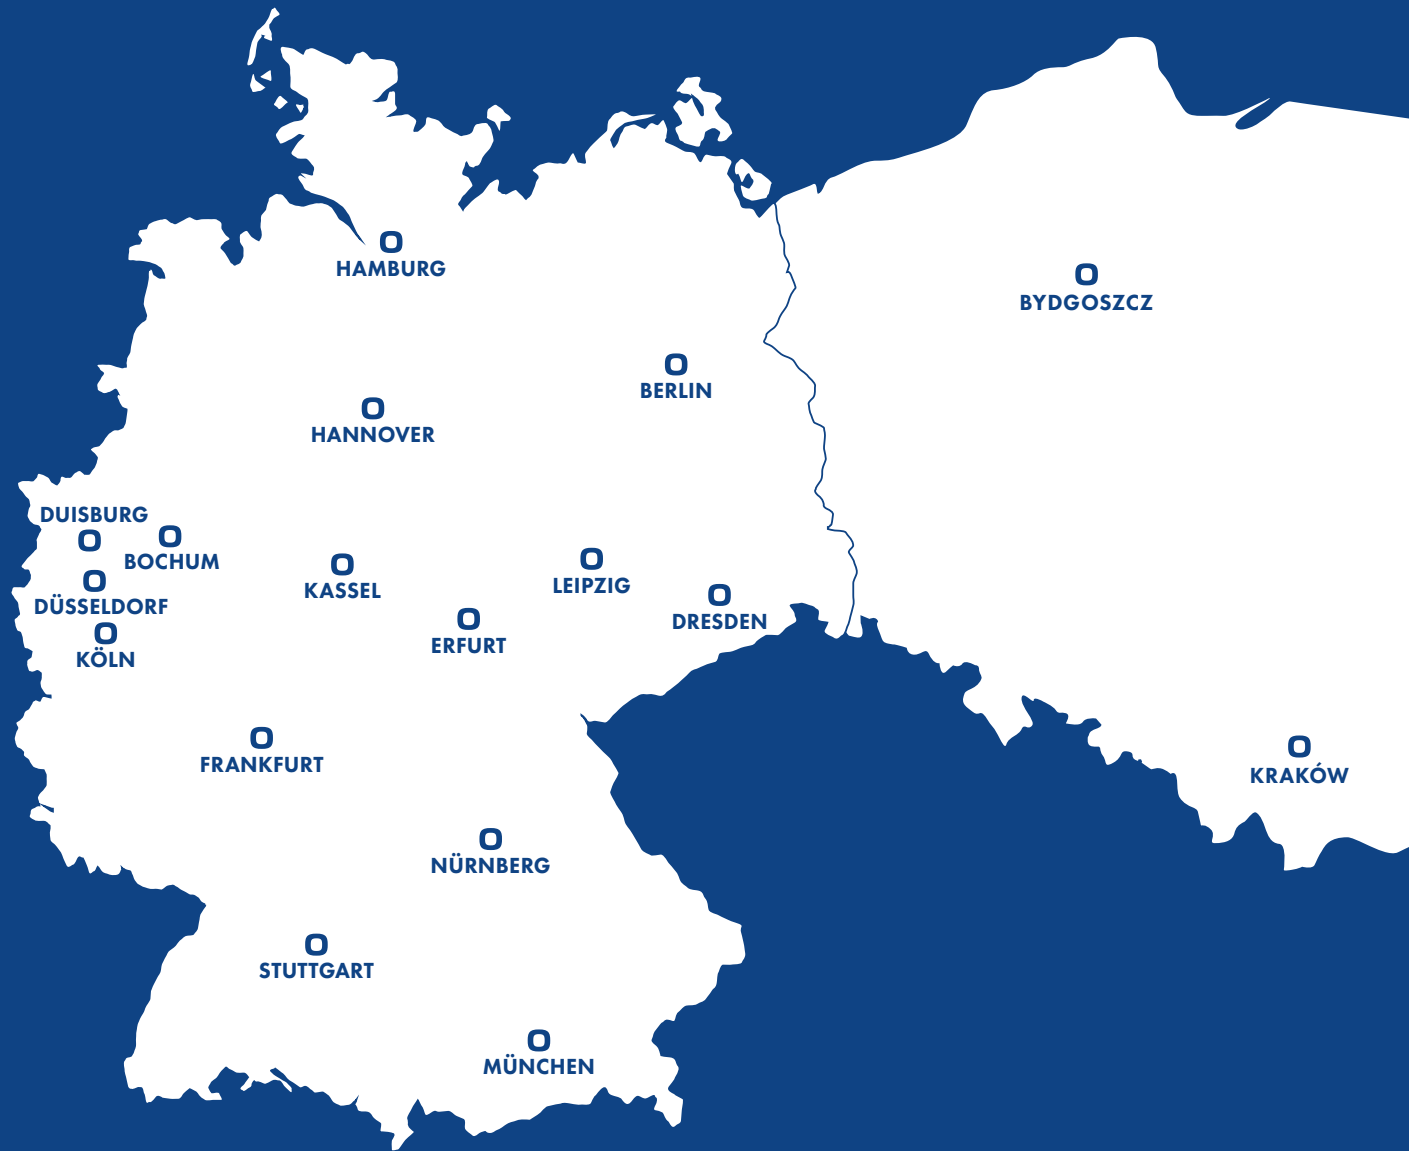 HAMBURG
BYDGOSZCZ
BERLIN
HANNOVER
DUISBURG
BOCHUM
KASSEL
LEIPZIG
DÜSSELDORF
DRESDEN
ERFURT
KÖLN
FRANKFURT
KRAKÓW
NÜRNBERG
STUTTGART
MÜNCHEN